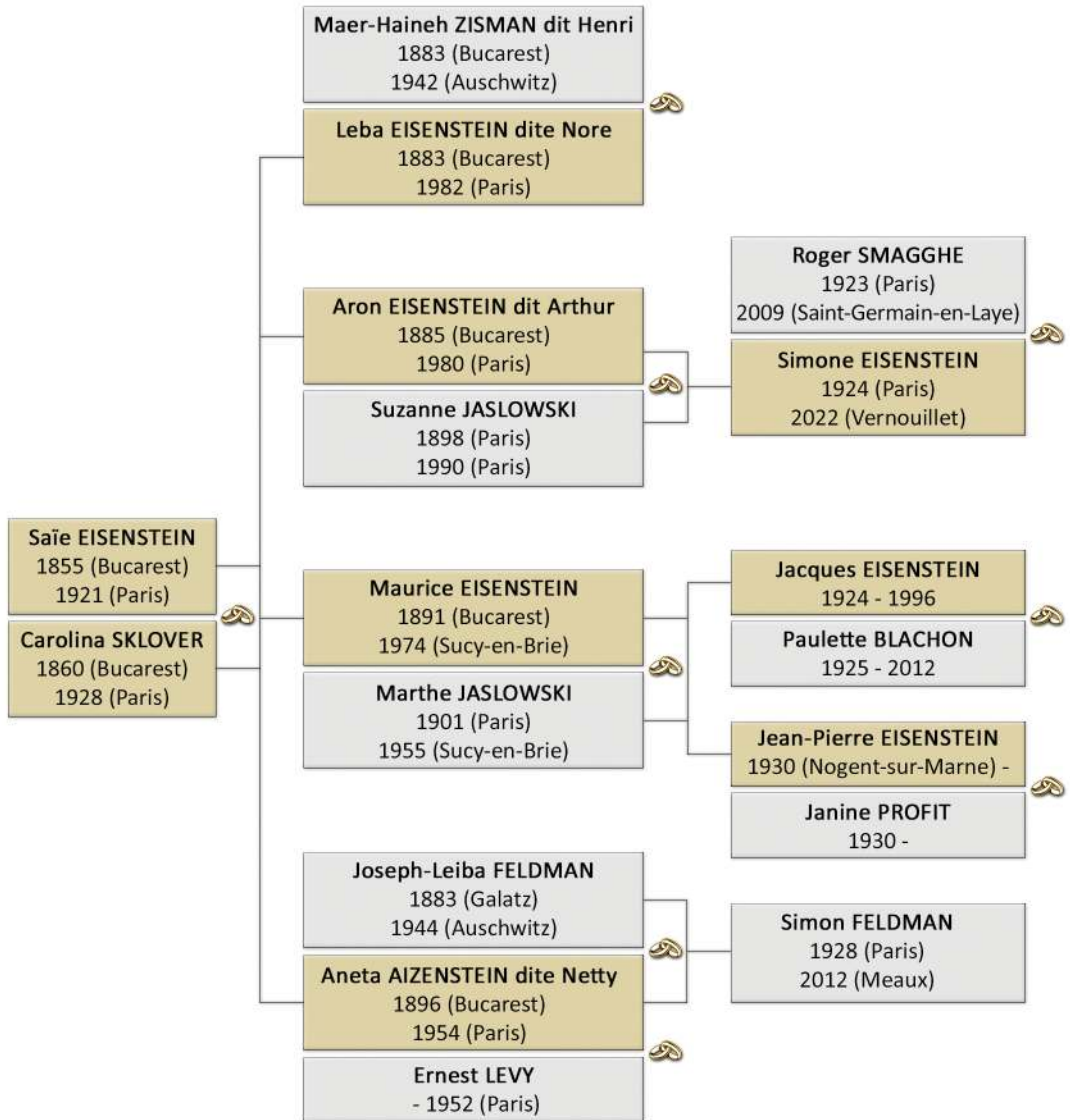 Maer-Haineh ZISMAN dit Henri
1883 (Bucarest)
1942 (Auschwitz)
Leba EISENSTEIN dite Nore
1883 (Bucarest)
1982 (Paris)
Roger SMAGGHE
1923 (Paris)
2009 (Saint-Germain-en-Laye)
Aron EISENSTEIN dit Arthur
1885 (Bucarest)
1980 (Paris)
Simone EISENSTEIN
1924 (Paris)
2022 (Vernouillet)
Suzanne JASLOWSKI
1898 (Paris)
1990 (Paris)
Saïe EISENSTEIN
1855 (Bucarest)
1921 (Paris)
Carolina SKLOVER
1860 (Bucarest)
1928 (Paris)
Maurice EISENSTEIN
1891 (Bucarest)
1974 (Sucy-en-Brie)
Marthe JASLOWSKI
1901 (Paris)
1955 (Sucy-en-Brie)
Jacques EISENSTEIN
1924 - 1996
Paulette BLACHON
1925 - 2012
Jean-Pierre EISENSTEIN
1930 (Nogent-sur-Marne) -
Janine PROFIT
1930 -
Joseph-Leiba FELDMAN
1883 (Galatz)
1944 (Auschwitz)
Aneta AIZENSTEIN dite Netty
1896 (Bucarest)
1954 (Paris)
Simon FELDMAN
1928 (Paris)
2012 (Meaux)
Ernest LEVY
- 1952 (Paris)